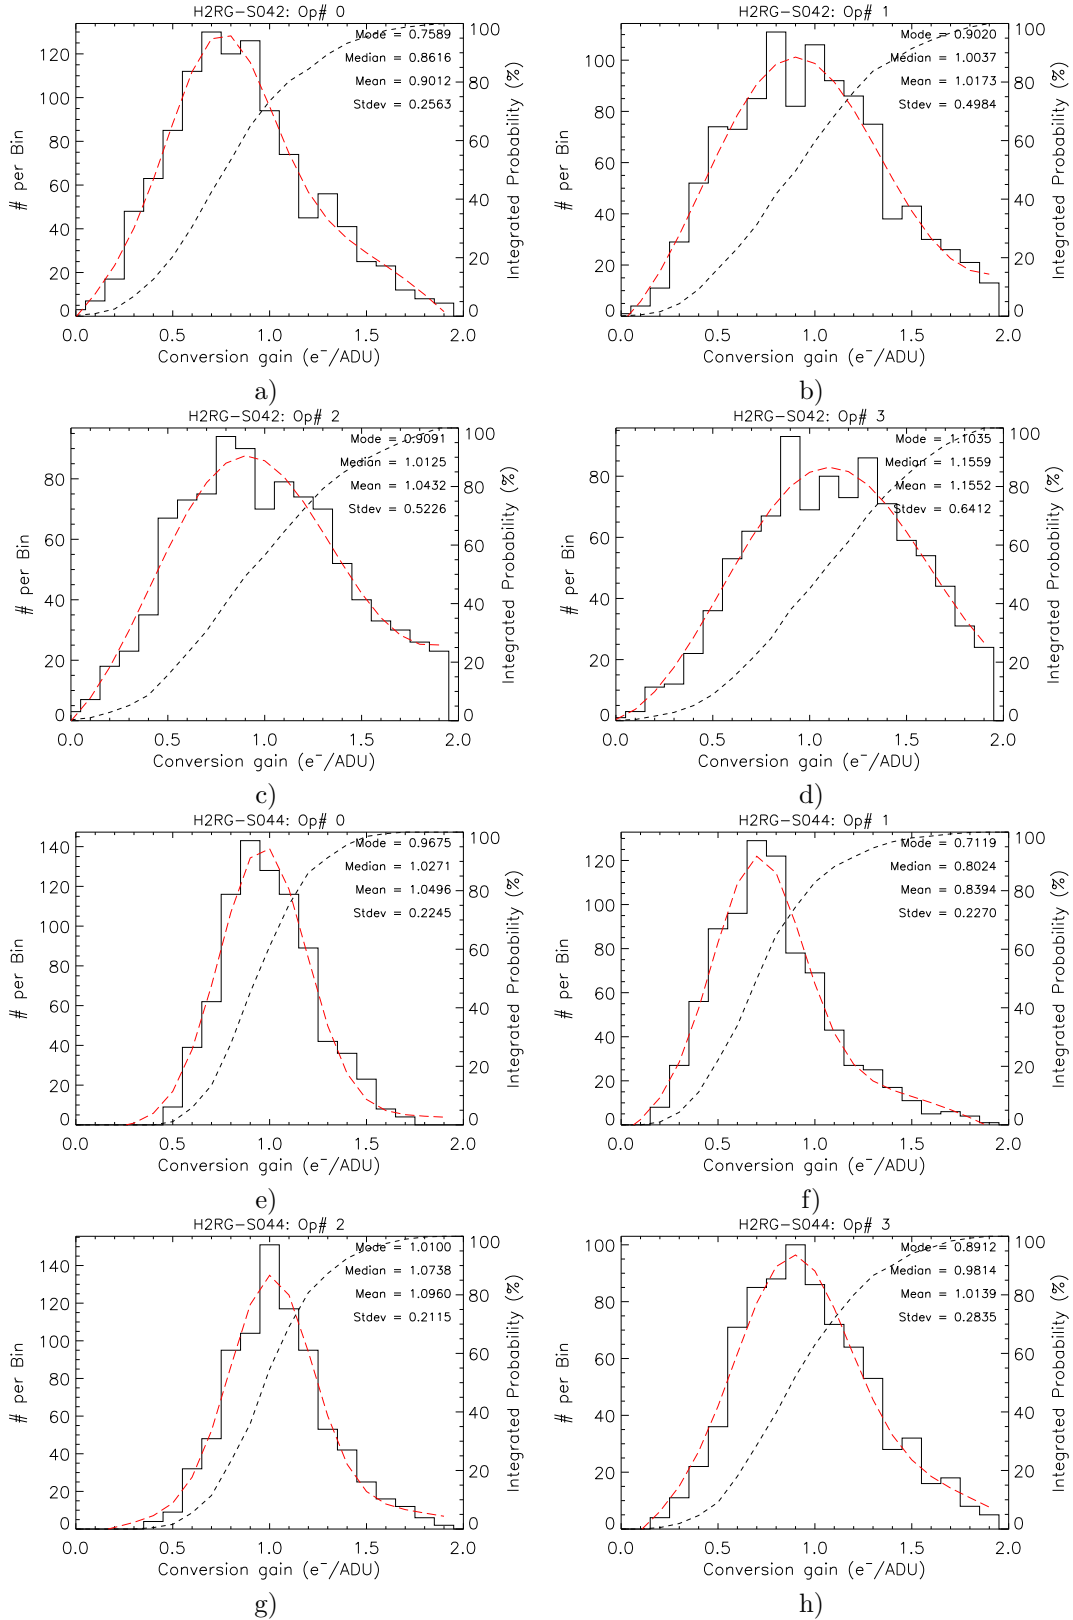 H2RG-S042: Op# 0
Mode = 0.7589
Median = 0.8616
Mean = 0.9012
Stdev = 0.2563
# per Bin
Integrated Probability (%)
0 20 40 60 80 100 120
0 20 40 60 80 100
0.0 0.5 1.0 1.5 2.0
Conversion gain (e⁻/ADU)
a)
H2RG-S042: Op# 1
Mode = 0.9020
Median = 1.0037
Mean = 1.0173
Stdev = 0.4984
# per Bin
Integrated Probability (%)
0 20 40 60 80 100
0 20 40 60 80 100
0.0 0.5 1.0 1.5 2.0
Conversion gain (e⁻/ADU)
b)
H2RG-S042: Op# 2
Mode = 0.9091
Median = 1.0125
Mean = 1.0432
Stdev = 0.5226
# per Bin
Integrated Probability (%)
0 20 40 60 80
0 20 40 60 80 100
0.0 0.5 1.0 1.5 2.0
Conversion gain (e⁻/ADU)
c)
H2RG-S042: Op# 3
Mode = 1.1035
Median = 1.1559
Mean = 1.1552
Stdev = 0.6412
# per Bin
Integrated Probability (%)
0 20 40 60 80
0 20 40 60 80 100
0.0 0.5 1.0 1.5 2.0
Conversion gain (e⁻/ADU)
d)
H2RG-S044: Op# 0
Mode = 0.9675
Median = 1.0271
Mean = 1.0496
Stdev = 0.2245
# per Bin
Integrated Probability (%)
0 20 40 60 80 100 120 140
0 20 40 60 80 100
0.0 0.5 1.0 1.5 2.0
Conversion gain (e⁻/ADU)
e)
H2RG-S044: Op# 1
Mode = 0.7119
Median = 0.8024
Mean = 0.8394
Stdev = 0.2270
# per Bin
Integrated Probability (%)
0 20 40 60 80 100 120
0 20 40 60 80 100
0.0 0.5 1.0 1.5 2.0
Conversion gain (e⁻/ADU)
f)
H2RG-S044: Op# 2
Mode = 1.0100
Median = 1.0738
Mean = 1.0960
Stdev = 0.2115
# per Bin
Integrated Probability (%)
0 20 40 60 80 100 120 140
0 20 40 60 80 100
0.0 0.5 1.0 1.5 2.0
Conversion gain (e⁻/ADU)
g)
H2RG-S044: Op# 3
Mode = 0.8912
Median = 0.9814
Mean = 1.0139
Stdev = 0.2835
# per Bin
Integrated Probability (%)
0 20 40 60 80 100
0 20 40 60 80 100
0.0 0.5 1.0 1.5 2.0
Conversion gain (e⁻/ADU)
h)